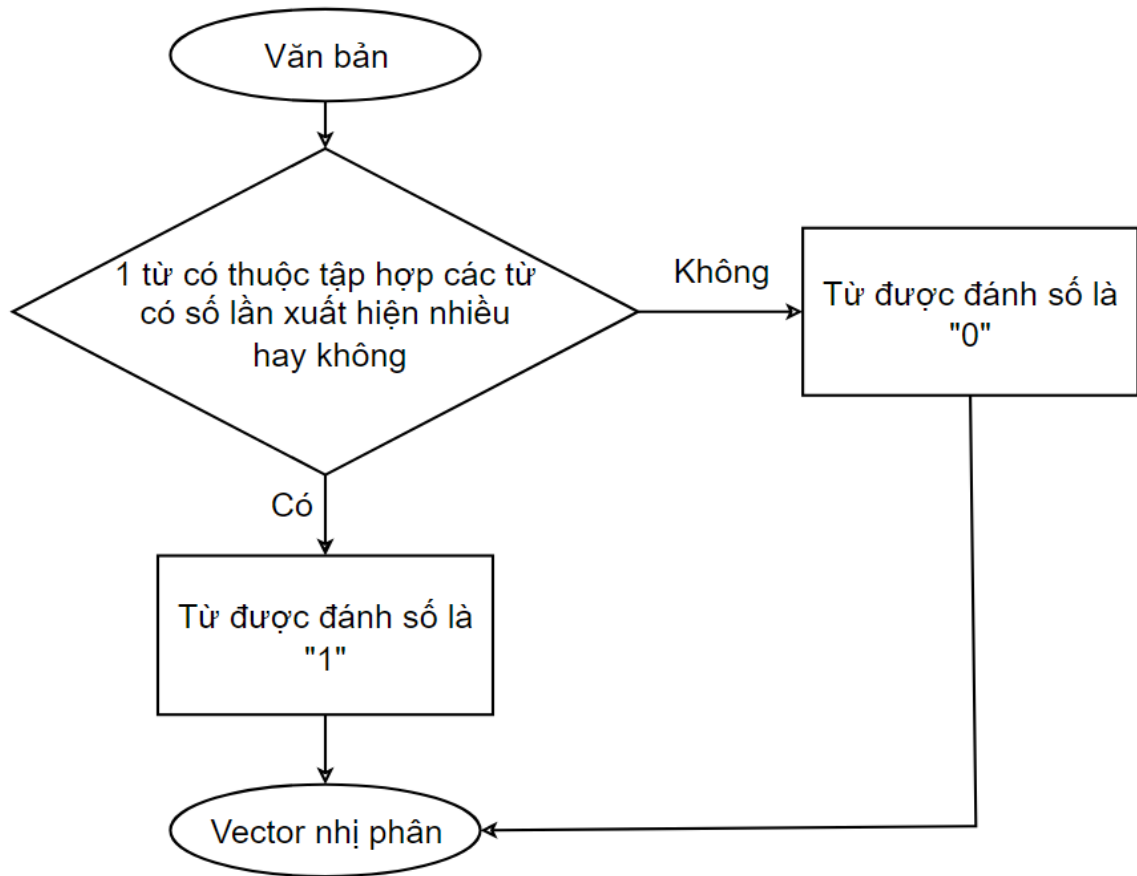 Văn bản
1 từ có thuộc tập hợp các từ
có số lần xuất hiện nhiều
hay không
Không
Từ được đánh số là
"0"
Có
Từ được đánh số là
"1"
Vector nhị phân